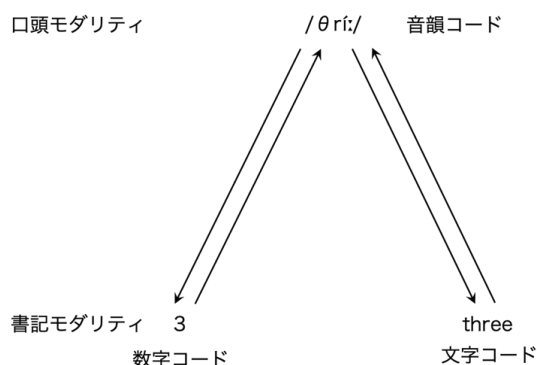 口頭モダリティ /θríː/ 音韻コード
書記モダリティ 3 three
数字コード 文字コード